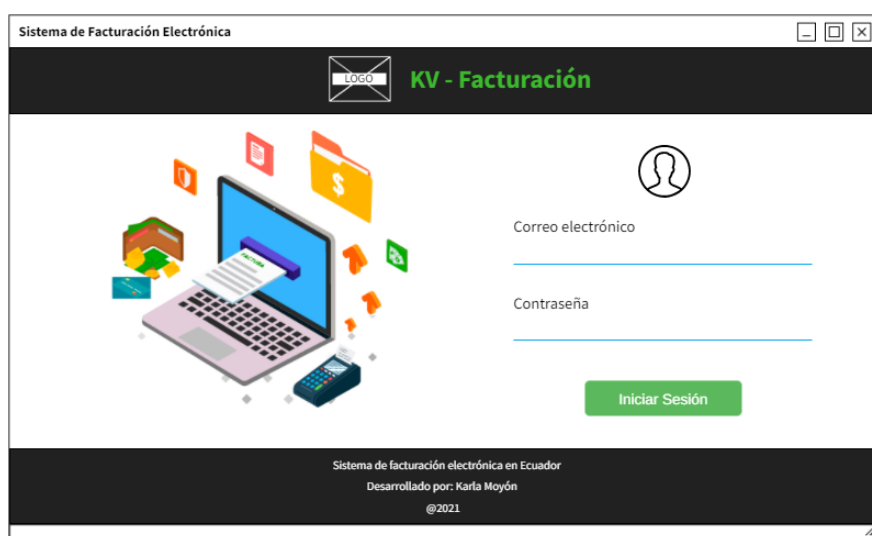 Sistema de Facturación Electrónica
LOGO
KV - Facturación
FACTURA
$
Correo electrónico
Contraseña
Iniciar Sesión
Sistema de facturación electrónica en Ecuador
Desarrollado por: Karla Moyón
@2021